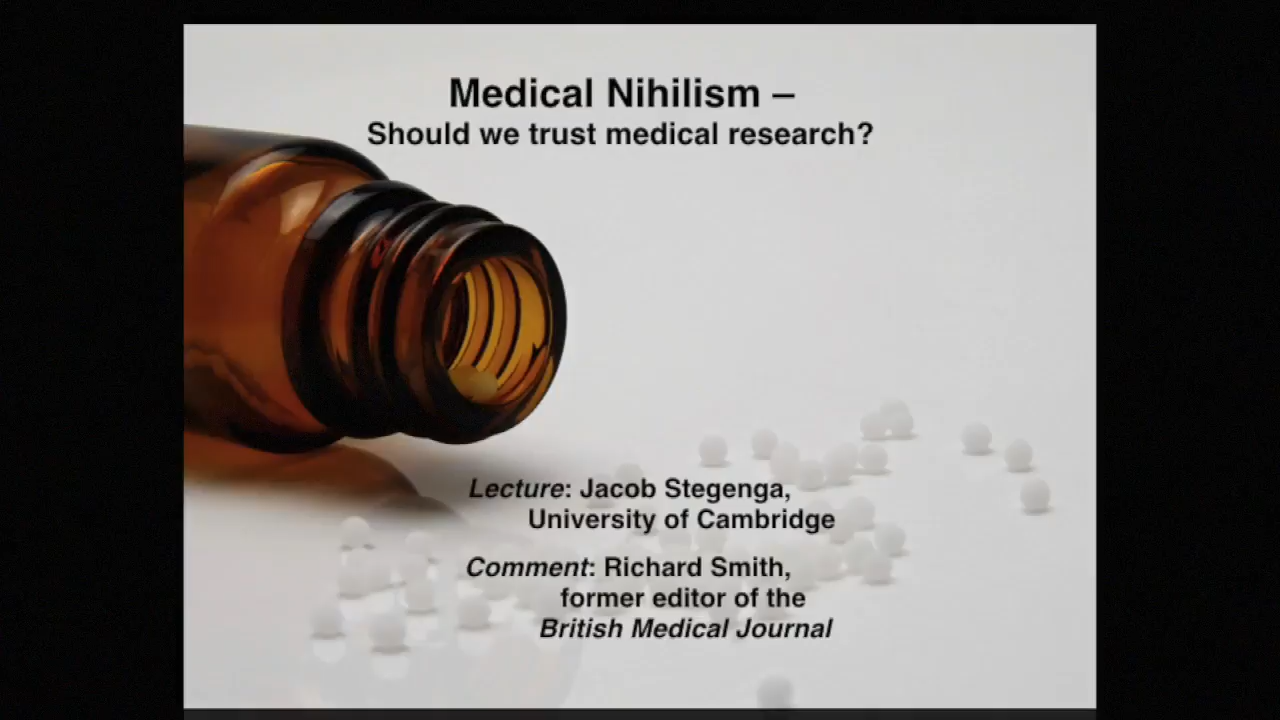 Medical Nihilism –
Should we trust medical research?
Lecture: Jacob Stegenga,
University of Cambridge
Comment: Richard Smith,
former editor of the
British Medical Journal